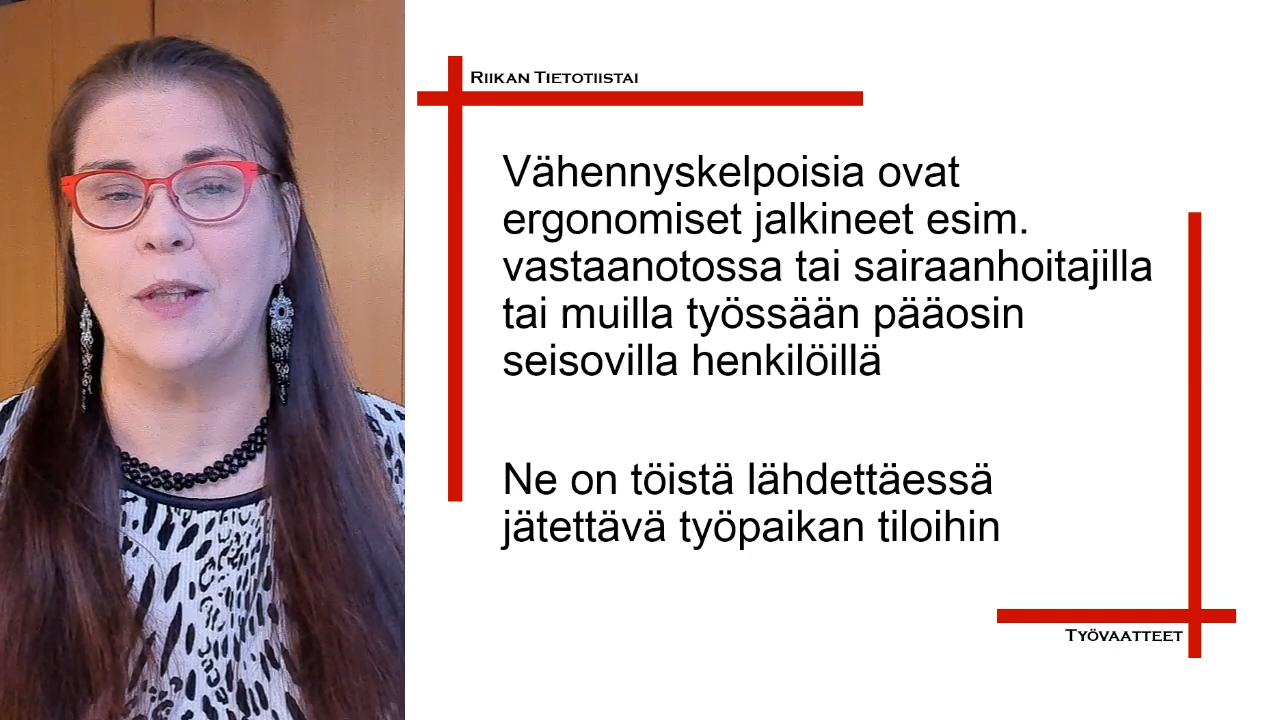 Riikan Tietotiistai
Vähennyskelpoisia ovat
ergonomiset jalkineet esim.
vastaanotossa tai sairaanhoitajilla
tai muilla työssään pääosin
seisovilla henkilöillä
Ne on töistä lähdettäessä
jätettävä työpaikan tiloihin
Työvaatteet